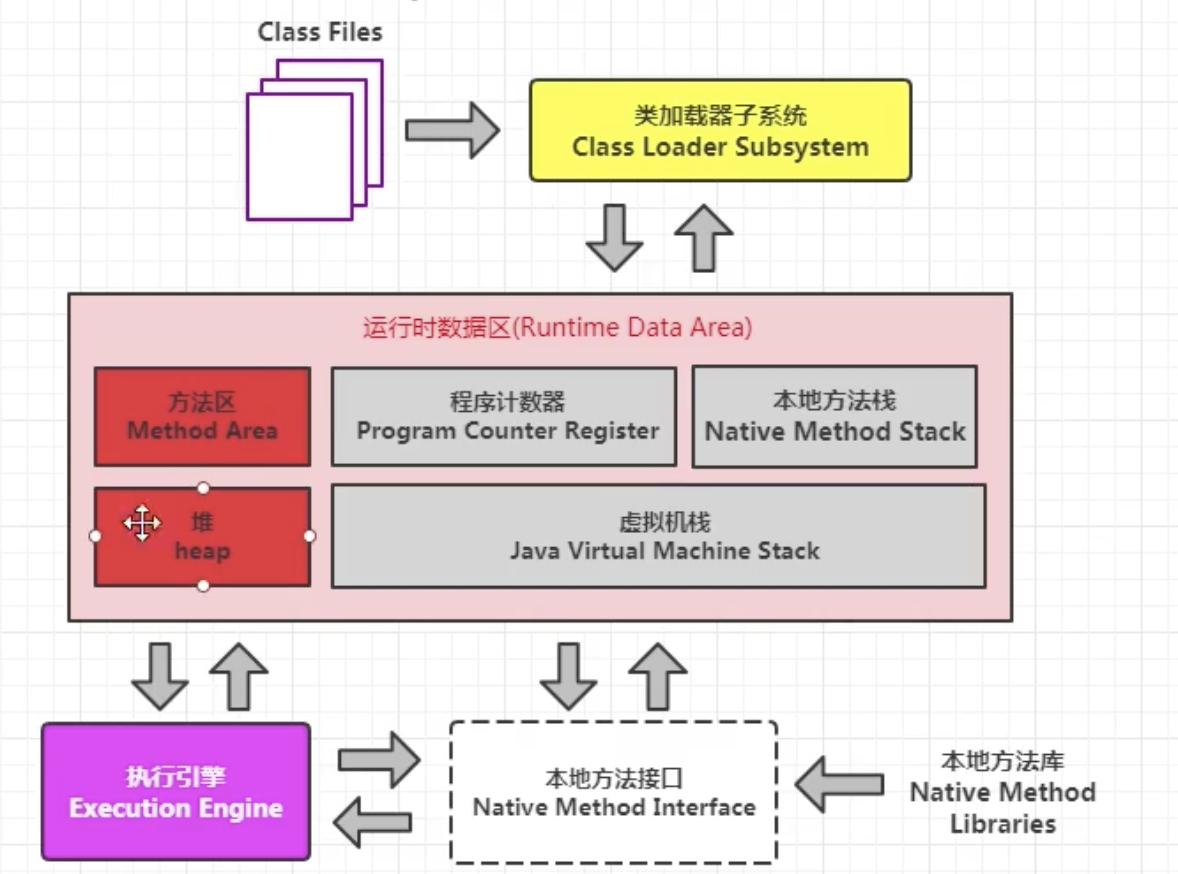 Class Files
类加载器子系统
Class Loader Subsystem
运行时数据区(Runtime Data Area)
方法区
Method Area
程序计数器
Program Counter Register
本地方法栈
Native Method Stack
堆
heap
虚拟机栈
Java Virtual Machine Stack
执行引擎
Execution Engine
本地方法接口
Native Method Interface
本地方法库
Native Method
Libraries